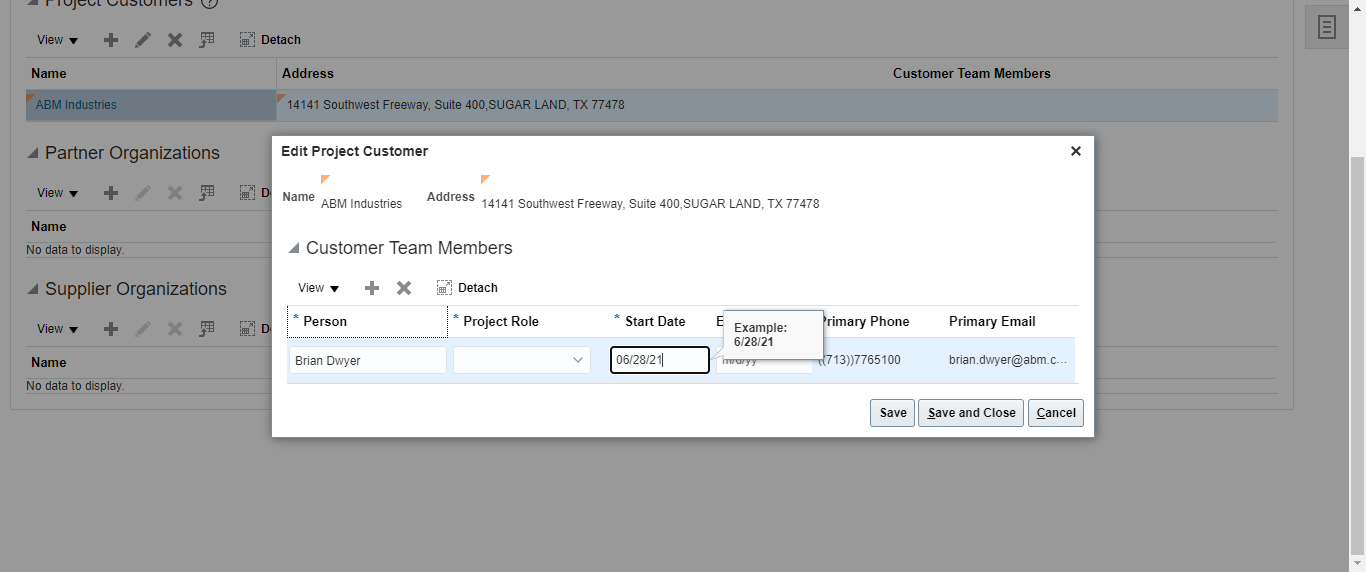 Project Customers
View
Detach
Name Address Customer Team Members
ABM Industries 14141 Southwest Freeway, Suite 400,SUGAR LAND, TX 77478
Partner Organizations
View
Name
No data to display.
Supplier Organizations
View
Name
No data to display.
Edit Project Customer
Name ABM Industries Address 14141 Southwest Freeway, Suite 400,SUGAR LAND, TX 77478
Customer Team Members
View
Detach
* Person * Project Role * Start Date Primary Phone Primary Email
Example:
6/28/21
Brian Dwyer 06/28/21 m/d/yy ((713))7765100 brian.dwyer@abm.c...
Save Save and Close Cancel